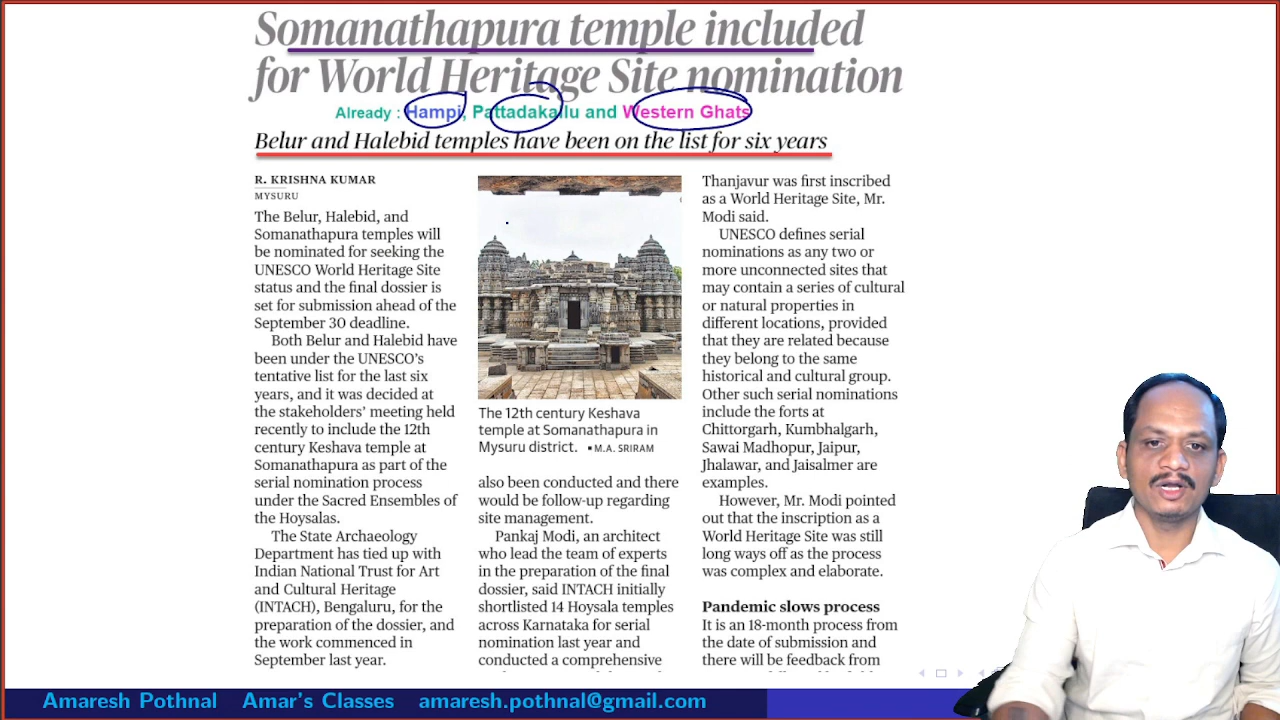 Somanathapura temple included
for World Heritage Site nomination
Already : Hampi, Pattadakallu and Western Ghats
Belur and Halebid temples have been on the list for six years
R. KRISHNA KUMAR
MYSURU
The Belur, Halebid, and
Somanathapura temples will
be nominated for seeking the
UNESCO World Heritage Site
status and the final dossier is
set for submission ahead of the
September 30 deadline.
Both Belur and Halebid have
been under the UNESCO's
tentative list for the last six
years, and it was decided at
the stakeholders' meeting held
recently to include the 12th
century Keshava temple at
Somanathapura as part of the
serial nomination process
under the Sacred Ensembles of
the Hoysalas.
The State Archaeology
Department has tied up with
Indian National Trust for Art
and Cultural Heritage
(INTACH), Bengaluru, for the
preparation of the dossier, and
the work commenced in
September last year.
The 12th century Keshava
temple at Somanathapura in
Mysuru district. ▪ M.A. SRIRAM
also been conducted and there
would be follow-up regarding
site management.
Pankaj Modi, an architect
who lead the team of experts
in the preparation of the final
dossier, said INTACH initially
shortlisted 14 Hoysala temples
across Karnataka for serial
nomination last year and
conducted a comprehensive
Thanjavur was first inscribed
as a World Heritage Site, Mr.
Modi said.
UNESCO defines serial
nominations as any two or
more unconnected sites that
may contain a series of cultural
or natural properties in
different locations, provided
that they are related because
they belong to the same
historical and cultural group.
Other such serial nominations
include the forts at
Chittorgarh, Kumbhalgarh,
Sawai Madhopur, Jaipur,
Jhalawar, and Jaisalmer are
examples.
However, Mr. Modi pointed
out that the inscription as a
World Heritage Site was still
long ways off as the process
was complex and elaborate.
Pandemic slows process
It is an 18-month process from
the date of submission and
there will be feedback from
Amaresh Pothnal Amar's Classes amaresh.pothnal@gmail.com